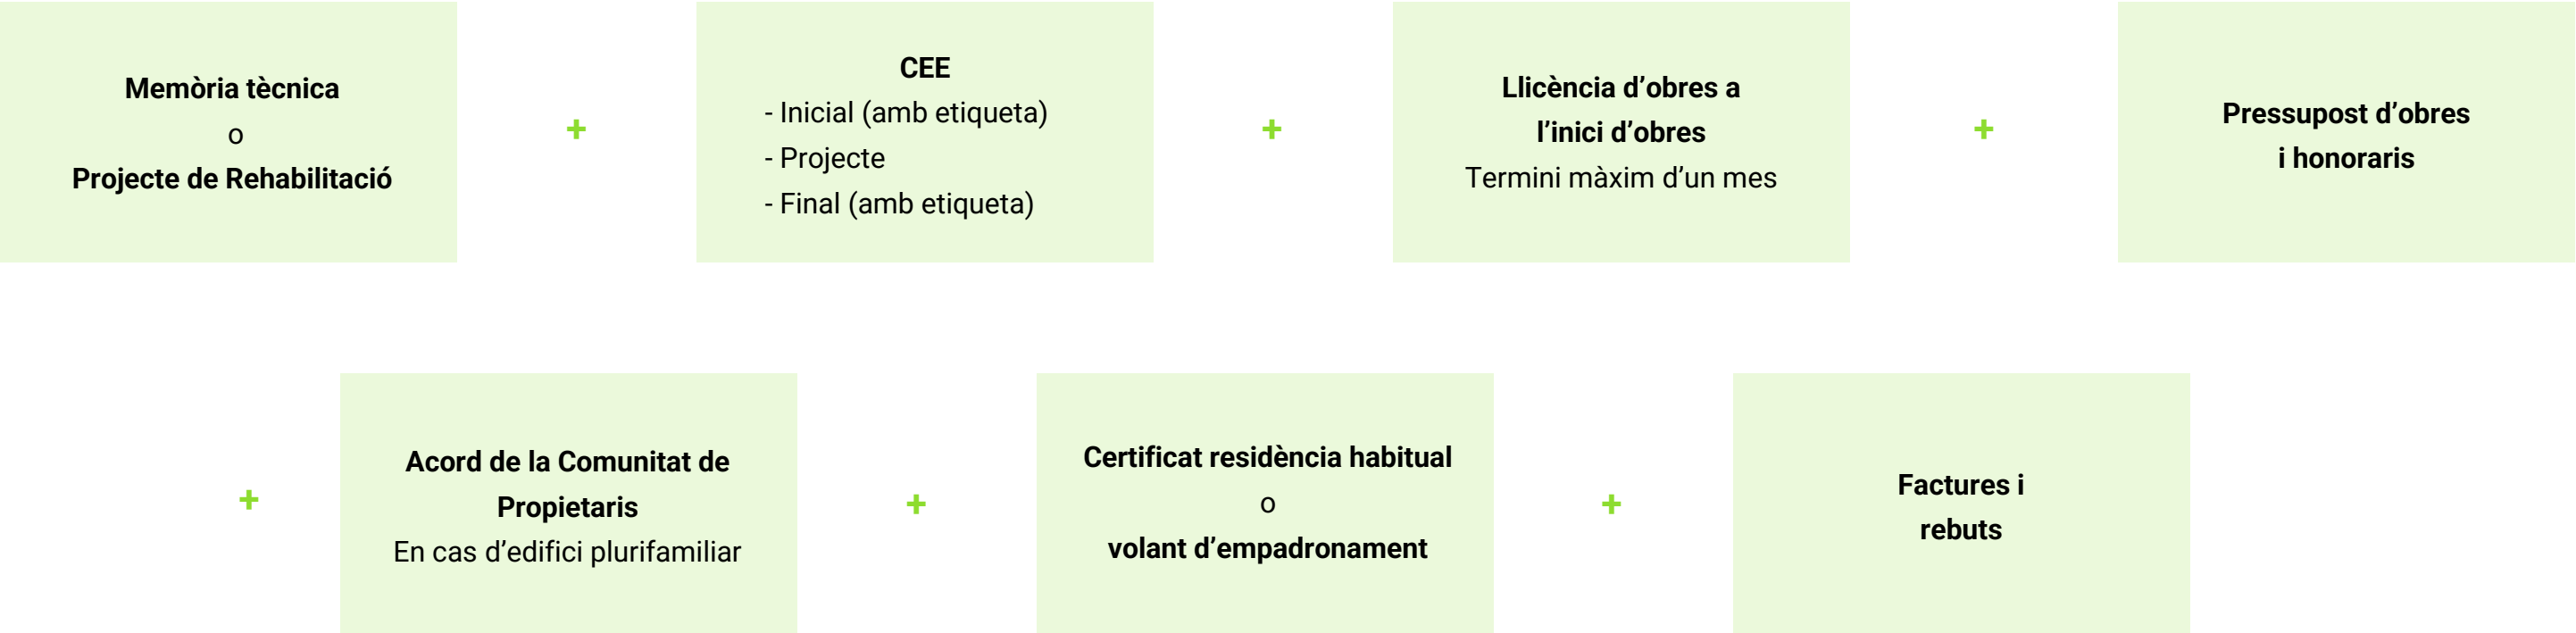 Memòria tècnica
o
Projecte de Rehabilitació
+
CEE
- Inicial (amb etiqueta)
- Projecte
- Final (amb etiqueta)
+
Llicència d’obres a
l’inici d’obres
Termini màxim d’un mes
+
Pressupost d’obres
i honoraris
+
Acord de la Comunitat de
Propietaris
En cas d’edifici plurifamiliar
+
Certificat residència habitual
o
volant d’empadronament
+
Factures i
rebuts